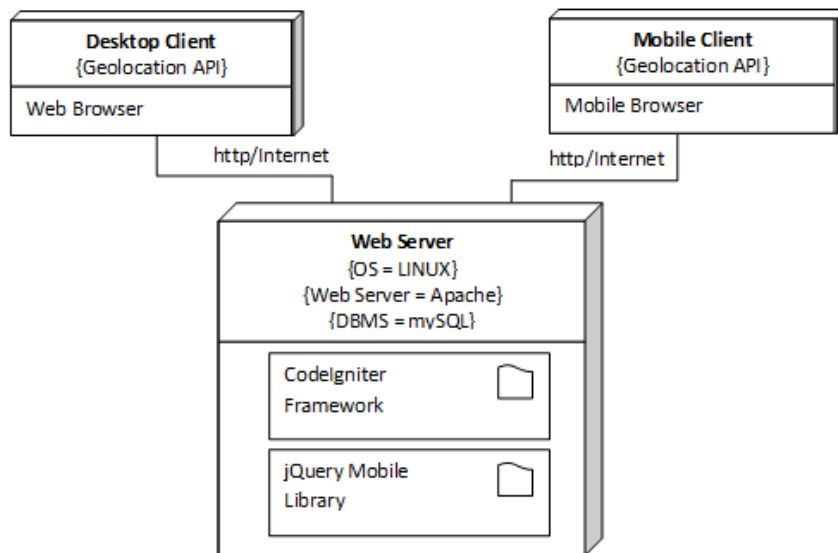 Desktop Client
{Geolocation API}
Web Browser
Mobile Client
{Geolocation API}
Mobile Browser
http/Internet
http/Internet
Web Server
{OS = LINUX}
{Web Server = Apache}
{DBMS = mySQL}
CodeIgniter
Framework
jQuery Mobile
Library